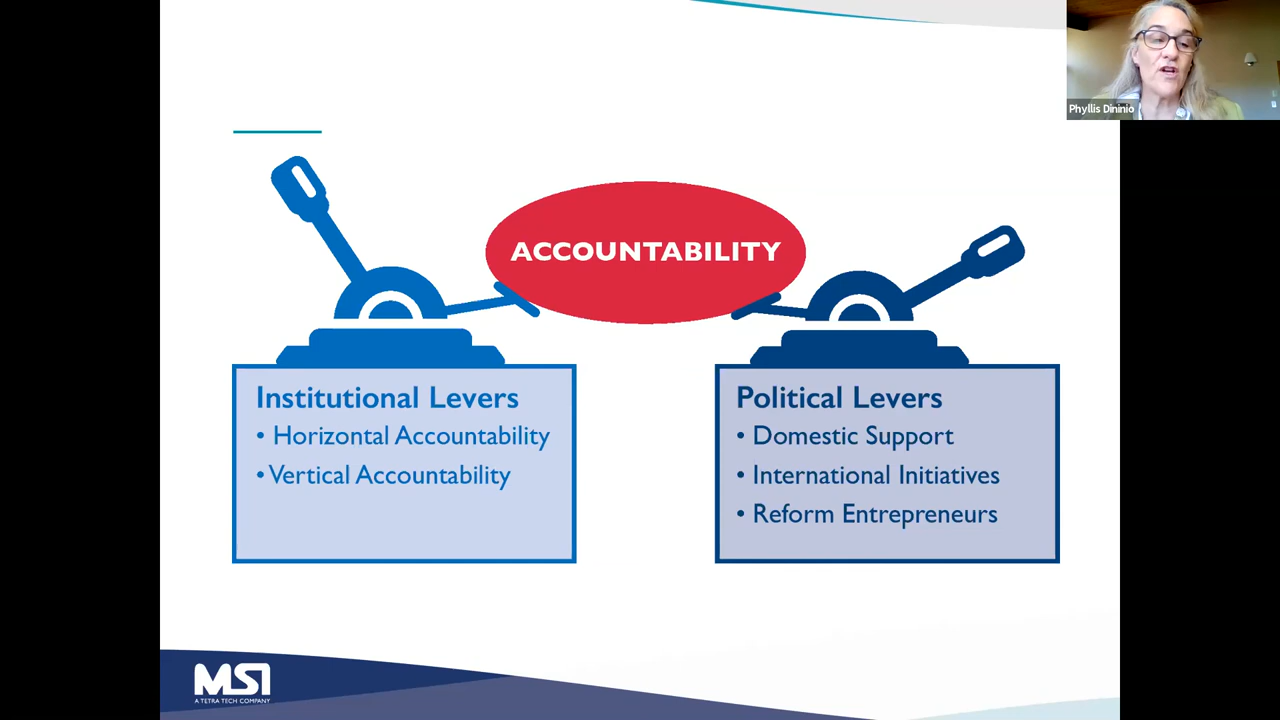 Phyllis Dininio
ACCOUNTABILITY
Institutional Levers
• Horizontal Accountability
• Vertical Accountability
Political Levers
• Domestic Support
• International Initiatives
• Reform Entrepreneurs
MSI
A TETRA TECH COMPANY